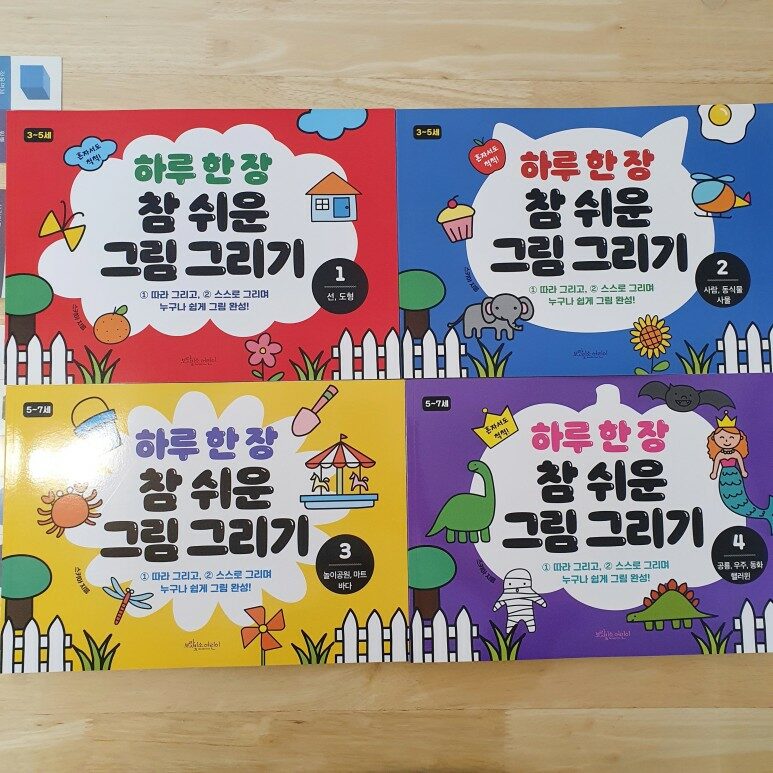 3~5세
혼자서도
척척!
하루 한 장
참 쉬운
그림 그리기
① 따라 그리고, ② 스스로 그리며
누구나 쉽게 그림 완성!
1
선, 도형
스카이 지음
3~5세
혼자서도
척척!
하루 한 장
참 쉬운
그림 그리기
① 따라 그리고, ② 스스로 그리며
누구나 쉽게 그림 완성!
2
사람, 동식물
사물
5~7세
하루 한 장
참 쉬운
그림 그리기
① 따라 그리고, ② 스스로 그리며
누구나 쉽게 그림 완성!
3
놀이공원, 마트
바다
5~7세
혼자서도
척척!
하루 한 장
참 쉬운
그림 그리기
① 따라 그리고, ② 스스로 그리며
누구나 쉽게 그림 완성!
4
공룡, 우주, 동화
핼러윈